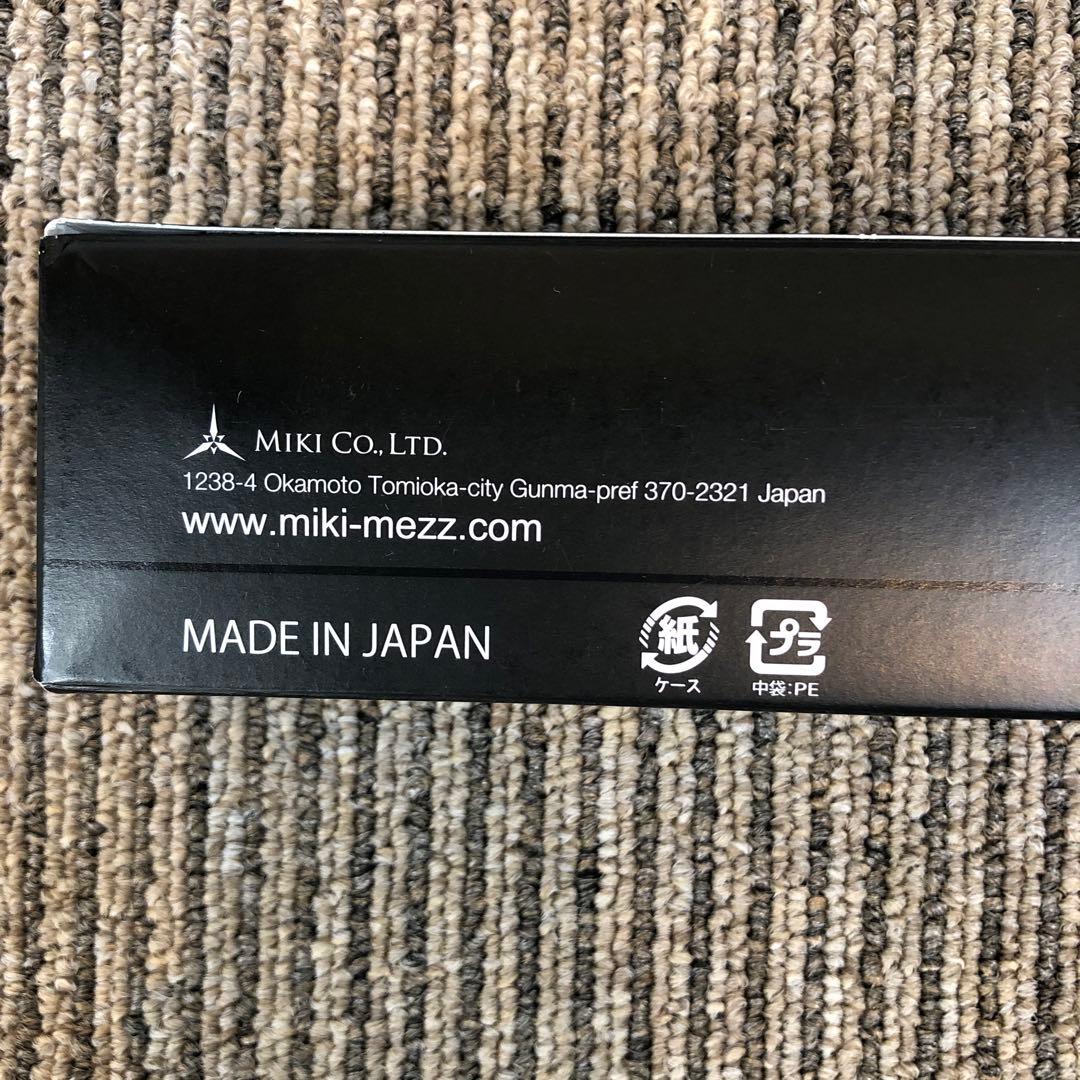 MIKI CO., LTD.
1238-4 Okamoto Tomioka-city Gunma-pref 370-2321 Japan
www.miki-mezz.com
MADE IN JAPAN
紙
ケース
プラ
中袋:PE